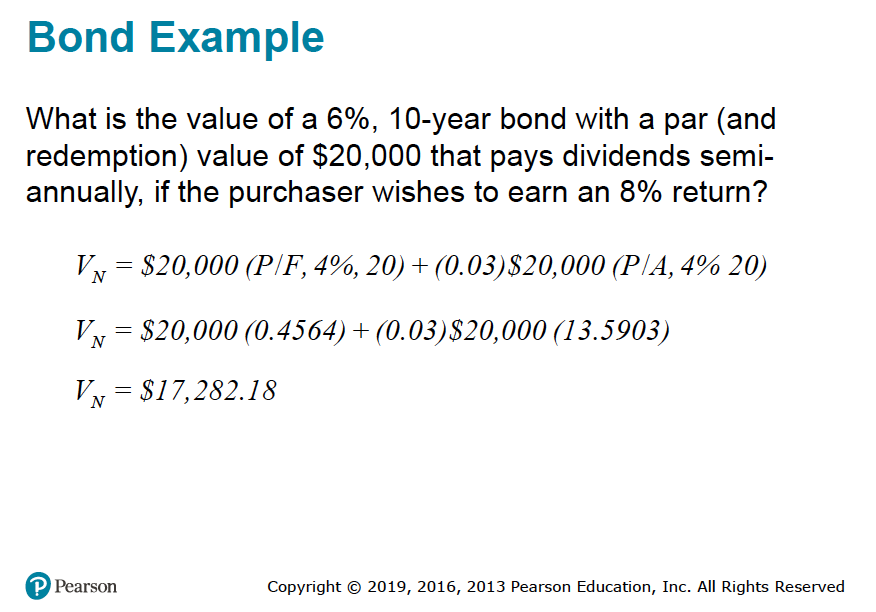 Bond Example
What is the value of a 6%, 10-year bond with a par (and
redemption) value of $20,000 that pays dividends semi-
annually, if the purchaser wishes to earn an 8% return?
V_N = $20,000 (P/F, 4%, 20) + (0.03)$20,000 (P/A, 4% 20)
V_N = $20,000 (0.4564) + (0.03)$20,000 (13.5903)
V_N = $17,282.18
P Pearson
Copyright © 2019, 2016, 2013 Pearson Education, Inc. All Rights Reserved